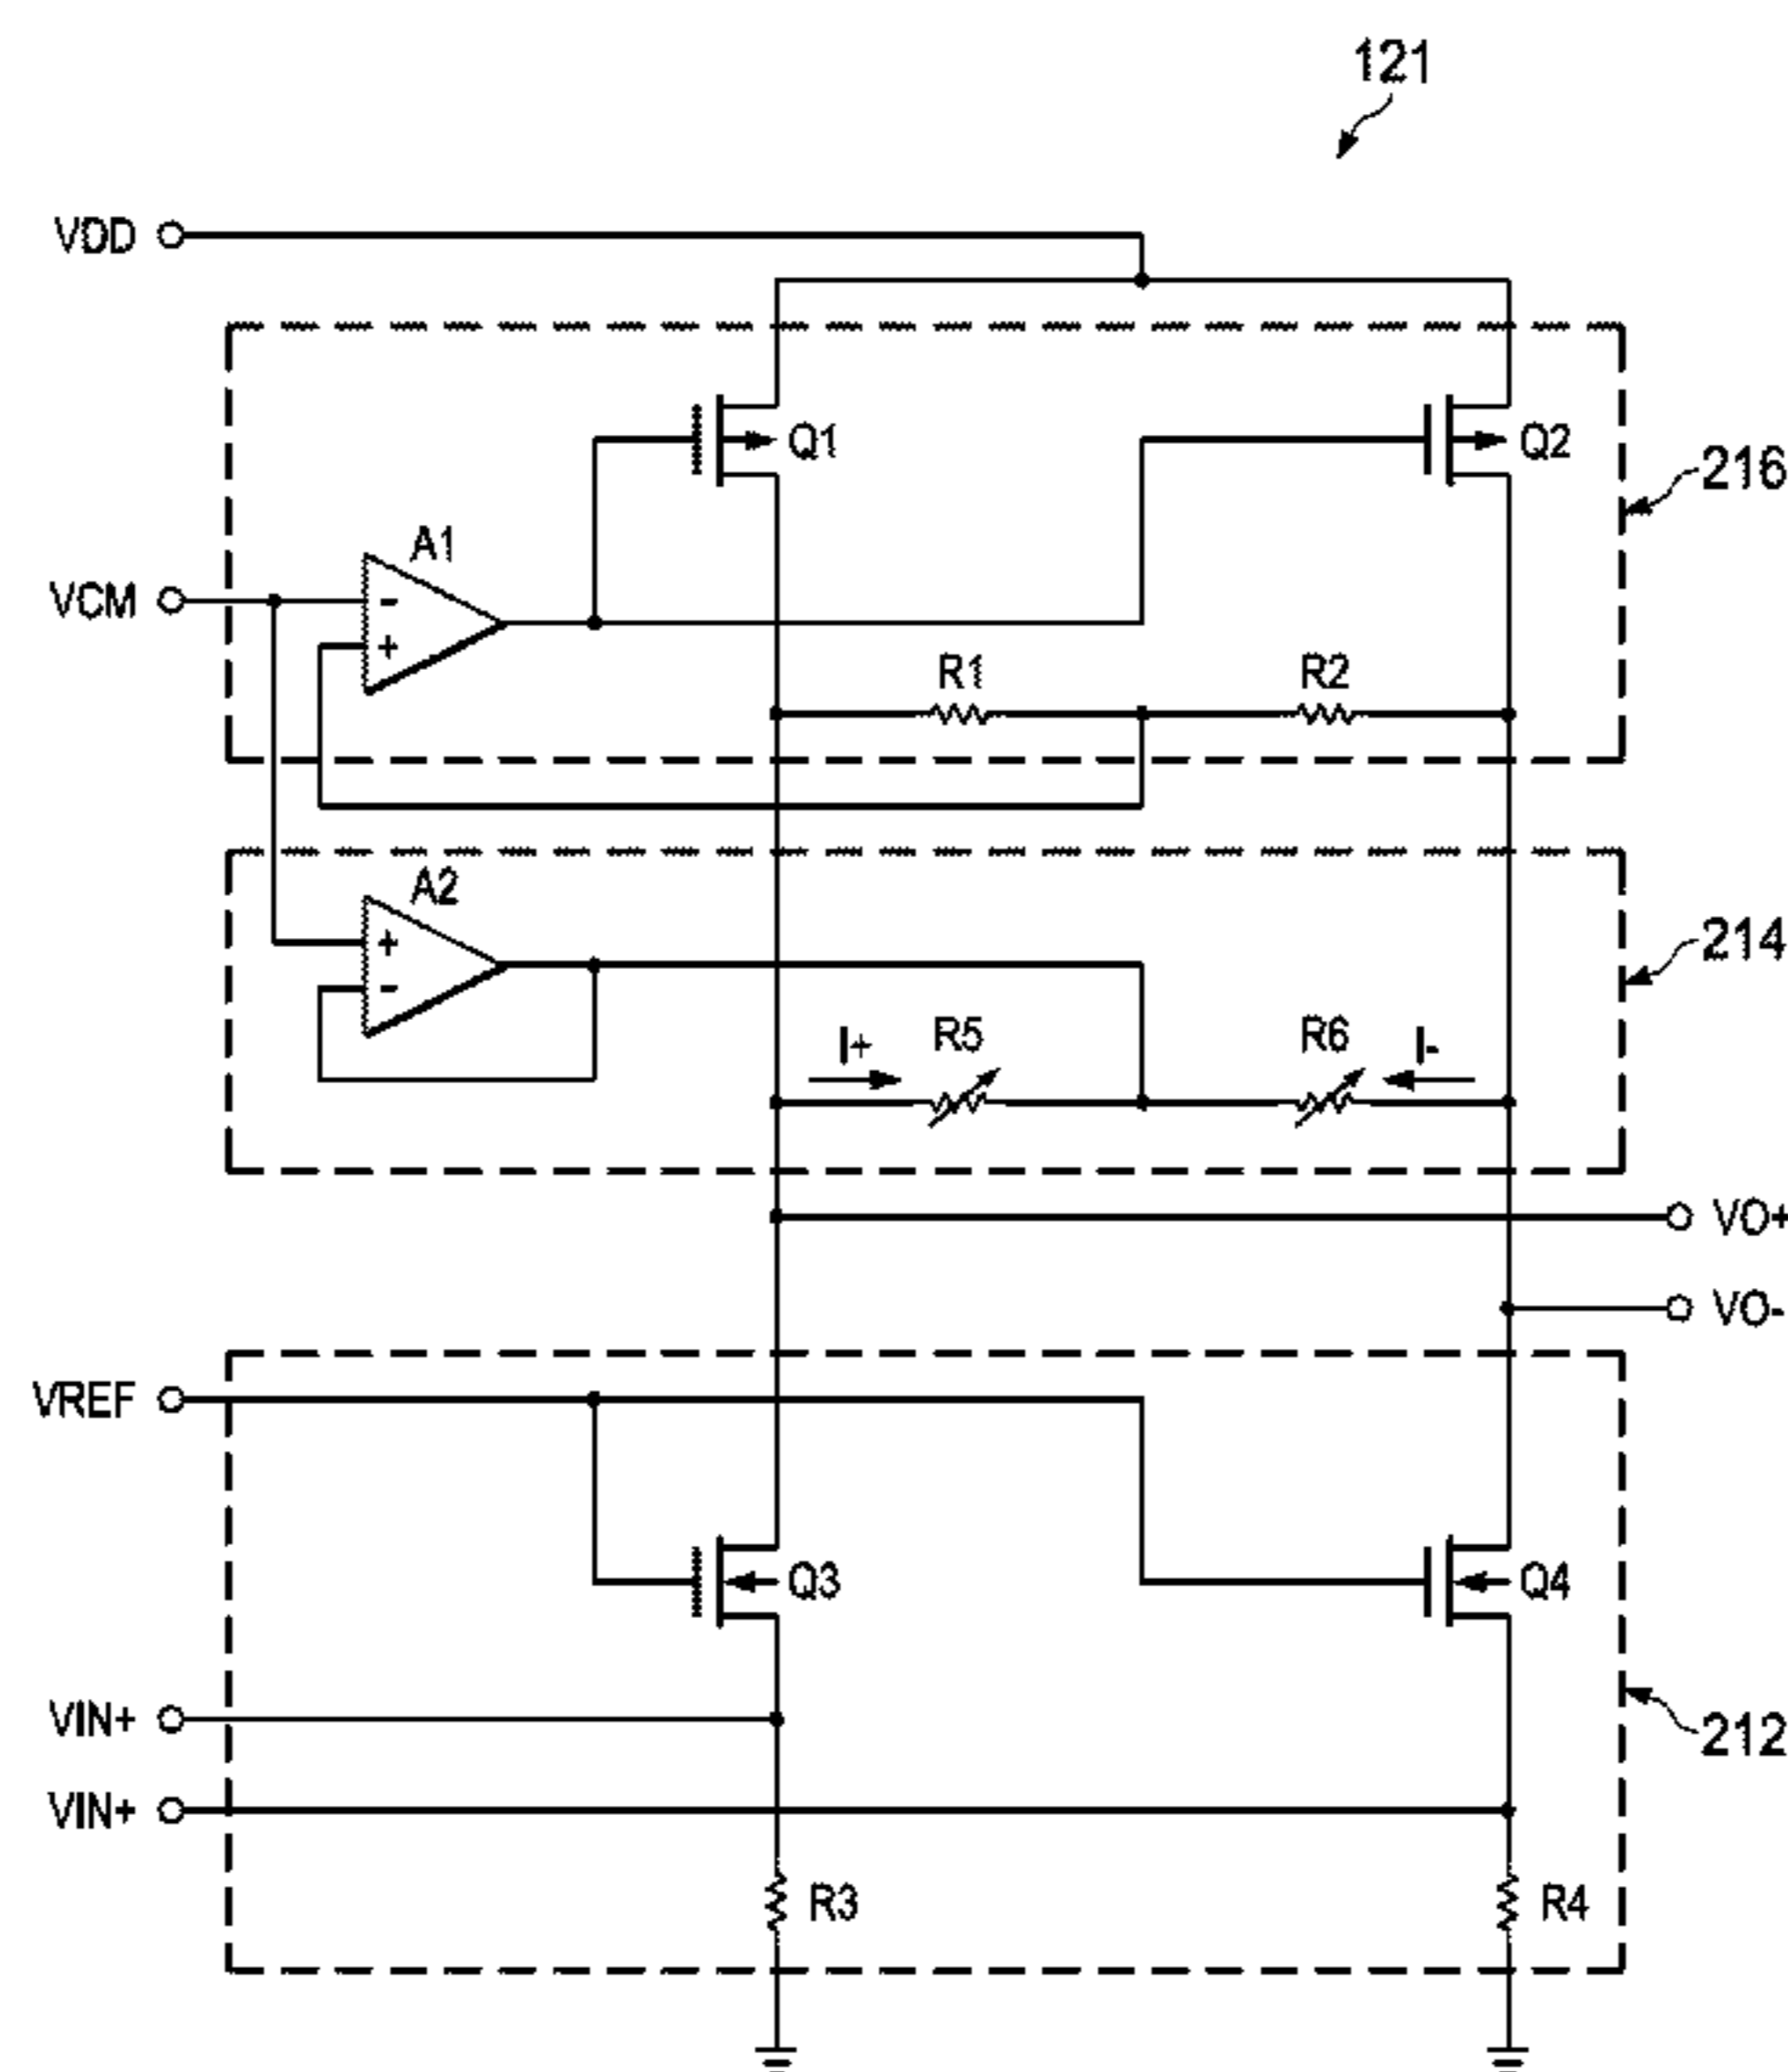 121
VDD
Q1
Q2
216
A1
VCM
-
+
R1
R2
A2
+
-
214
I+
R5
R6
I-
VO+
VO-
VREF
Q3
Q4
VIN+
212
VIN+
R3
R4